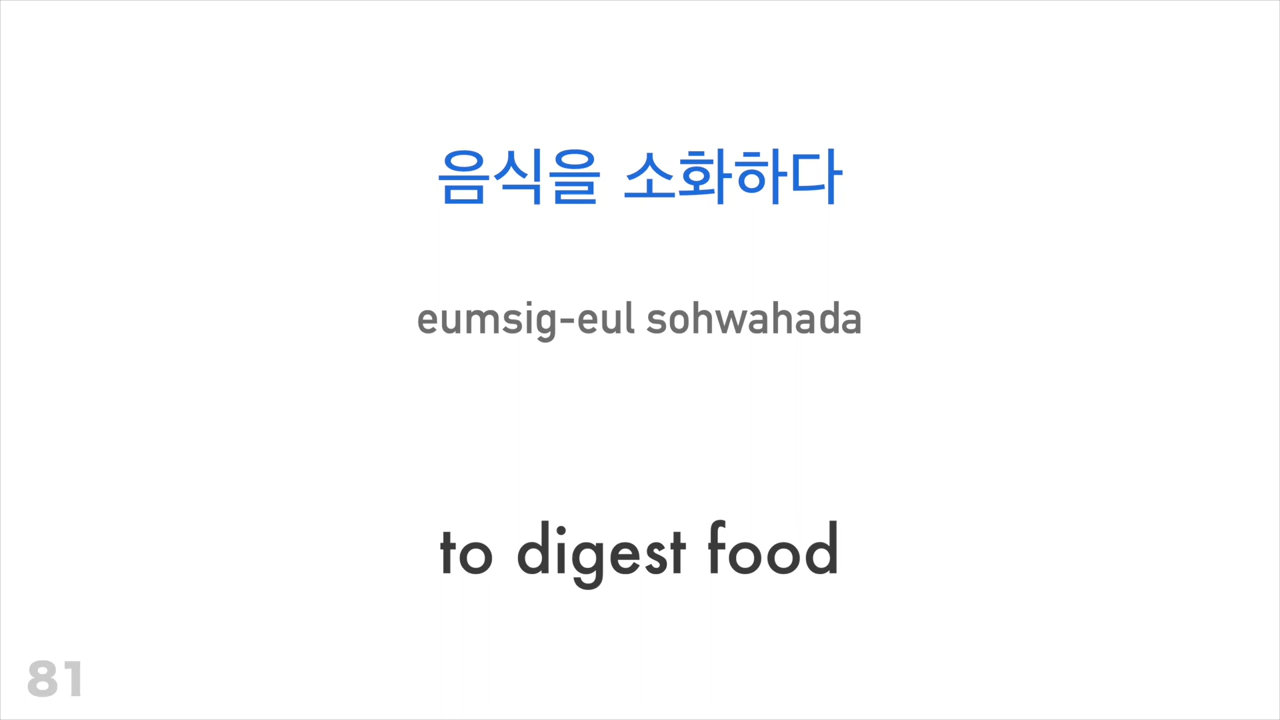 음식을 소화하다
eumsig-eul sohwahada
to digest food
81